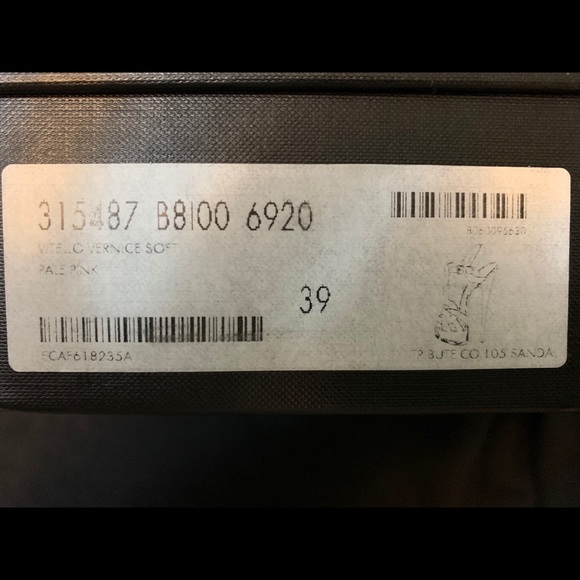 315487 B8I00 6920
VITELLO VERNICE SOFT
PALE PINK
39
ECAF618235A
TRIBUTE CO 105 SANDA